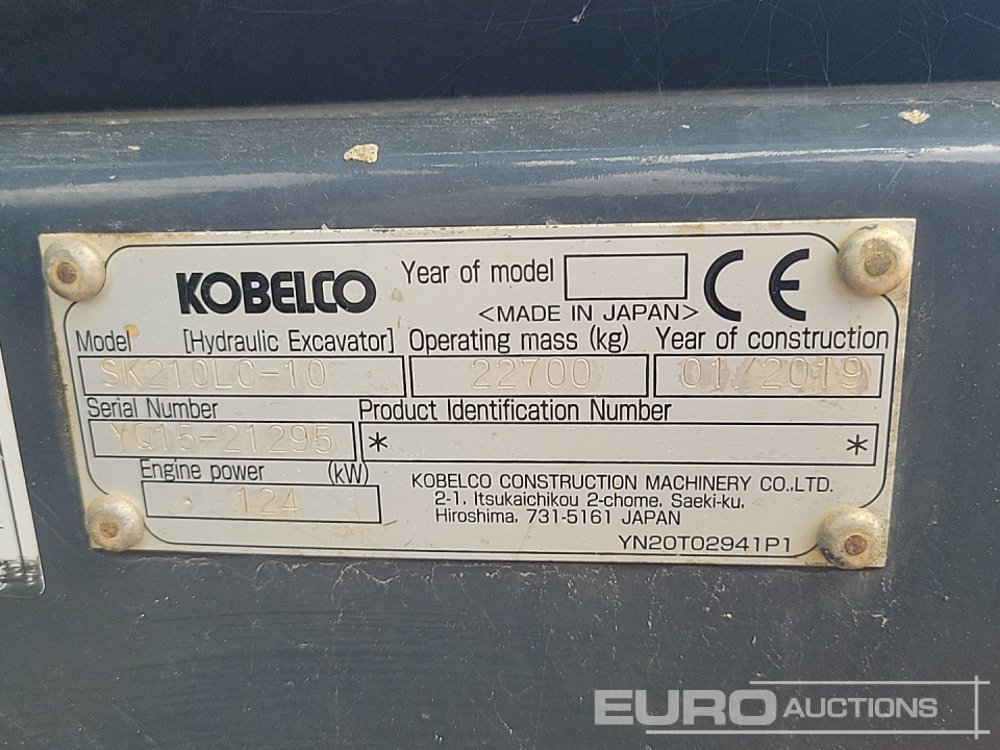 KOBELCO
Year of model
CE
<MADE IN JAPAN>
Model [Hydraulic Excavator] Operating mass (kg) Year of construction
SK210LC-10 22700 01/2019
Serial Number Product Identification Number
YQ15-21295 * *
Engine power (kW)
124
KOBELCO CONSTRUCTION MACHINERY CO.,LTD.
2-1, Itsukaichikou 2-chome, Saeki-ku,
Hiroshima, 731-5161 JAPAN
YN20T02941P1
EURO AUCTIONS